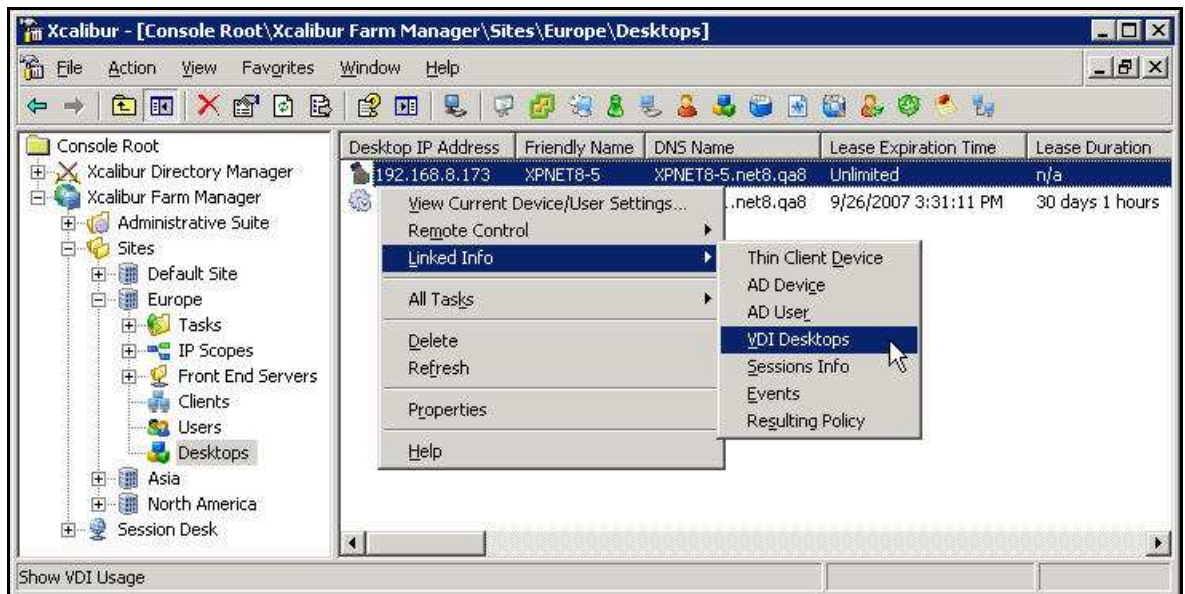 Xcalibur - [Console Root\Xcalibur Farm Manager\Sites\Europe\Desktops]
File Action View Favorites Window Help
Console Root
Xcalibur Directory Manager
Xcalibur Farm Manager
Administrative Suite
Sites
Default Site
Europe
Tasks
IP Scopes
Front End Servers
Clients
Users
Desktops
Asia
North America
Session Desk
Desktop IP Address Friendly Name DNS Name Lease Expiration Time Lease Duration
192.168.8.173 XPNET8-5 XPNET8-5.net8.qa8 Unlimited n/a
.net8.qa8 9/26/2007 3:31:11 PM 30 days 1 hours
View Current Device/User Settings...
Remote Control
Linked Info
All Tasks
Delete
Refresh
Properties
Help
Thin Client Device
AD Device
AD User
VDI Desktops
Sessions Info
Events
Resulting Policy
Show VDI Usage